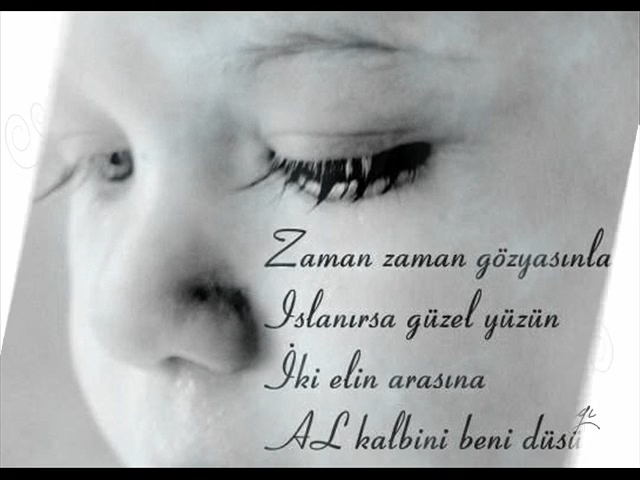 Zaman zaman gözyasınla
Islanırsa güzel yüzün
İki elin arasına
AL kalbini beni düsü